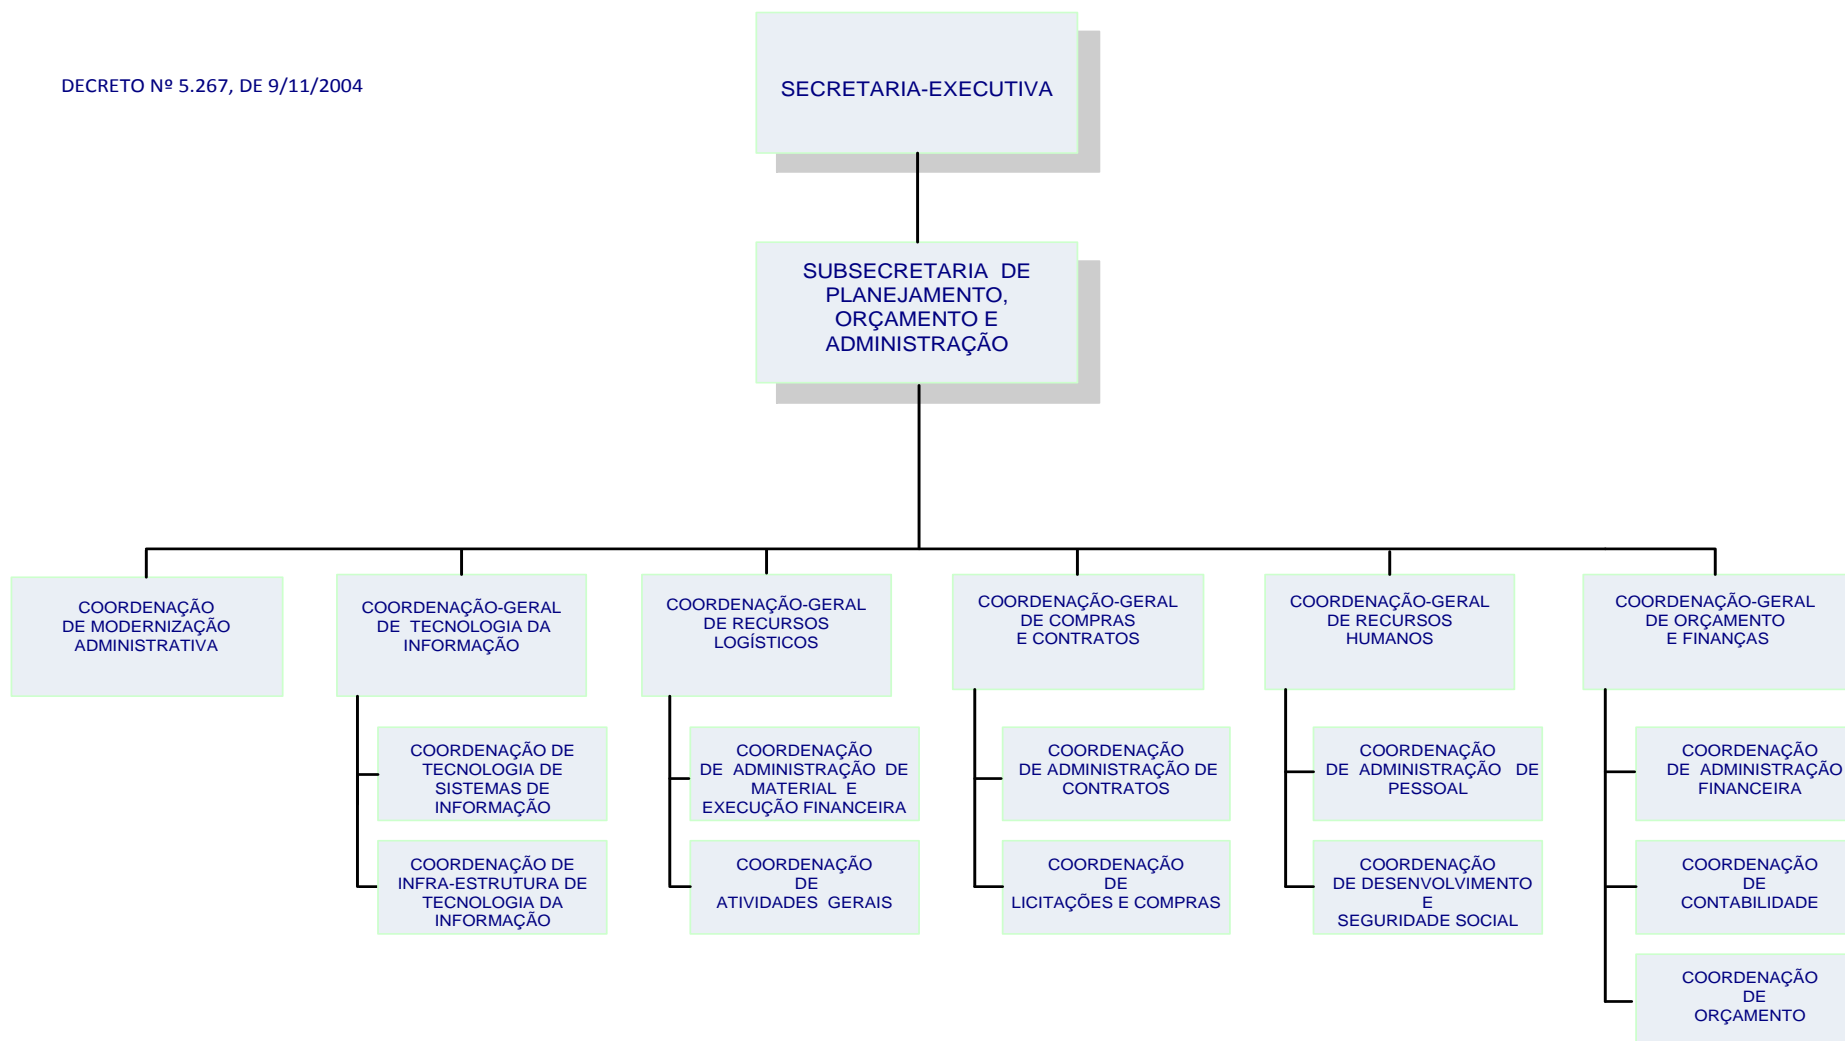 DECRETO Nº 5.267, DE 9/11/2004
SECRETARIA-EXECUTIVA
SUBSECRETARIA DE
PLANEJAMENTO,
ORÇAMENTO E
ADMINISTRAÇÃO
COORDENAÇÃO
DE MODERNIZAÇÃO
ADMINISTRATIVA
COORDENAÇÃO-GERAL
DE TECNOLOGIA DA
INFORMAÇÃO
COORDENAÇÃO-GERAL
DE RECURSOS
LOGÍSTICOS
COORDENAÇÃO-GERAL
DE COMPRAS
E CONTRATOS
COORDENAÇÃO-GERAL
DE RECURSOS
HUMANOS
COORDENAÇÃO-GERAL
DE ORÇAMENTO
E FINANÇAS
COORDENAÇÃO DE
TECNOLOGIA DE
SISTEMAS DE
INFORMAÇÃO
COORDENAÇÃO
DE ADMINISTRAÇÃO DE
MATERIAL E
EXECUÇÃO FINANCEIRA
COORDENAÇÃO
DE ADMINISTRAÇÃO DE
CONTRATOS
COORDENAÇÃO
DE ADMINISTRAÇÃO DE
PESSOAL
COORDENAÇÃO
DE ADMINISTRAÇÃO
FINANCEIRA
COORDENAÇÃO DE
INFRA-ESTRUTURA DE
TECNOLOGIA DA
INFORMAÇÃO
COORDENAÇÃO
DE
ATIVIDADES GERAIS
COORDENAÇÃO
DE
LICITAÇÕES E COMPRAS
COORDENAÇÃO
DE DESENVOLVIMENTO
E
SEGURIDADE SOCIAL
COORDENAÇÃO
DE
CONTABILIDADE
COORDENAÇÃO
DE
ORÇAMENTO